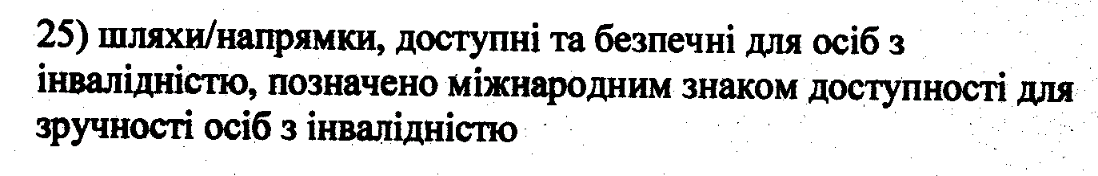 25) шляхи/напрямки, доступні та безпечні для осіб з
інвалідністю, позначено міжнародним знаком доступності для
зручності осіб з інвалідністю